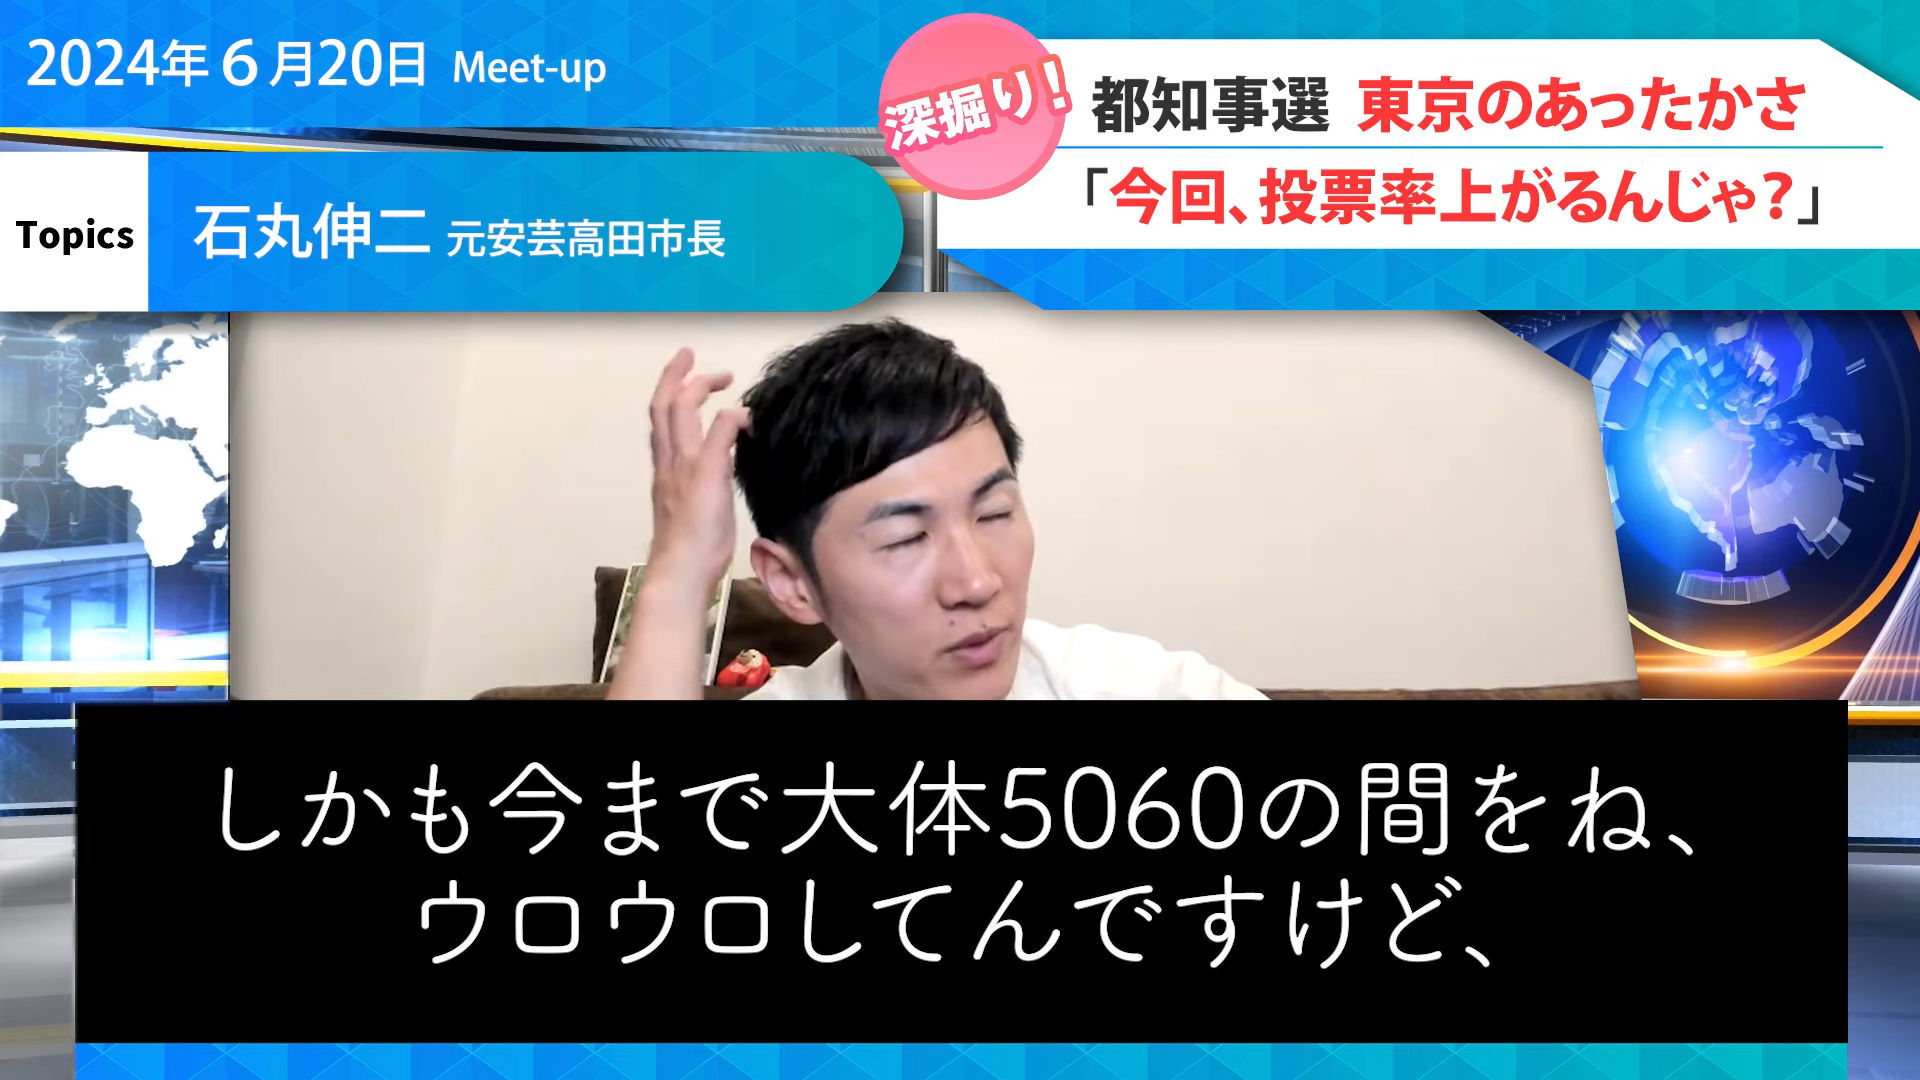 2024年６月20日 Meet-up
深掘り！
都知事選 東京のあったかさ
「今回、投票率上がるんじゃ？」
Topics
石丸伸二 元安芸高田市長
しかも今まで大体5060の間をね、
ウロウロしてんですけど、